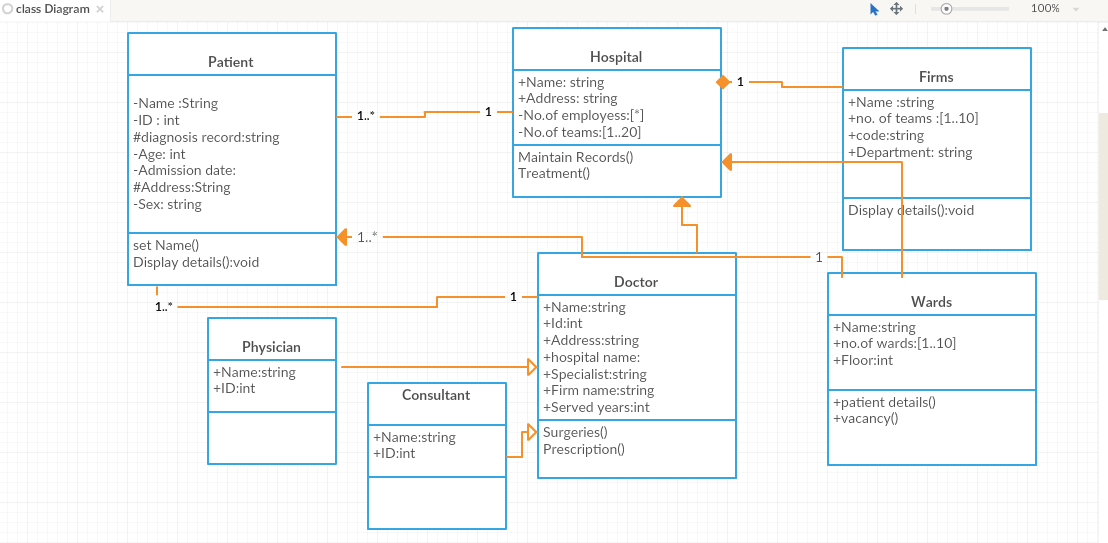 class Diagram
100%
Patient
-Name :String
-ID : int
#diagnosis record:string
-Age: int
-Admission date:
#Address:String
-Sex: string
set Name()
Display details():void
1..*
1
Hospital
+Name: string
+Address: string
-No.of employess:[*]
-No.of teams:[1..20]
Maintain Records()
Treatment()
1
Firms
+Name :string
+no. of teams :[1..10]
+code:string
+Department: string
Display details():void
1..*
1
1..*
1
Physician
+Name:string
+ID:int
Consultant
+Name:string
+ID:int
Doctor
+Name:string
+Id:int
+Address:string
+hospital name:
+Specialist:string
+Firm name:string
+Served years:int
Surgeries()
Prescription()
Wards
+Name:string
+no.of wards:[1..10]
+Floor:int
+patient details()
+vacancy()